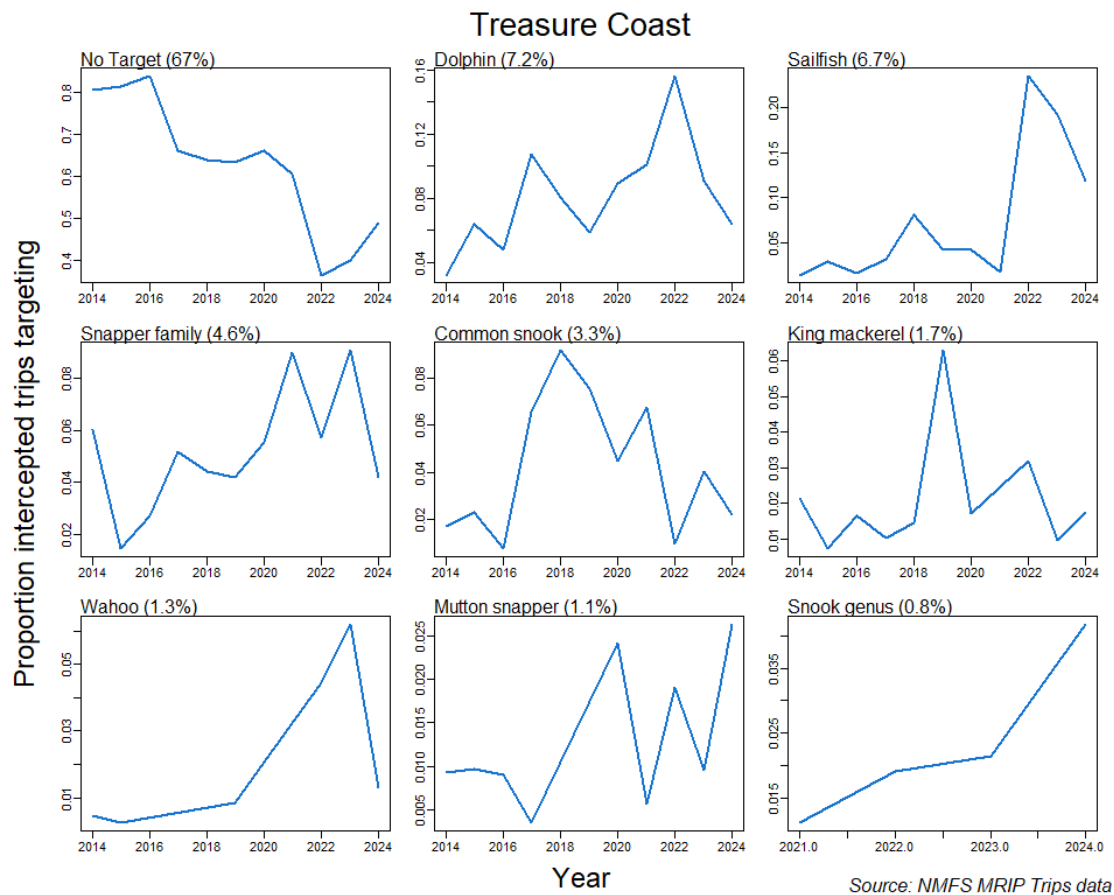 Treasure Coast
Proportion intercepted trips targeting
No Target (67%)
0.8
0.7
0.6
0.5
0.4
2014 2016 2018 2020 2022 2024
Dolphin (7.2%)
0.16
0.12
0.08
0.04
2014 2016 2018 2020 2022 2024
Sailfish (6.7%)
0.20
0.15
0.10
0.05
2014 2016 2018 2020 2022 2024
Snapper family (4.6%)
0.08
0.06
0.04
0.02
2014 2016 2018 2020 2022 2024
Common snook (3.3%)
0.08
0.06
0.04
0.02
2014 2016 2018 2020 2022 2024
King mackerel (1.7%)
0.06
0.05
0.04
0.03
0.02
0.01
2014 2016 2018 2020 2022 2024
Wahoo (1.3%)
0.05
0.03
0.01
2014 2016 2018 2020 2022 2024
Mutton snapper (1.1%)
0.025
0.020
0.015
0.010
0.005
2014 2016 2018 2020 2022 2024
Snook genus (0.8%)
0.035
0.025
0.015
2021.0 2022.0 2023.0 2024.0
Year
Source: NMFS MRIP Trips data